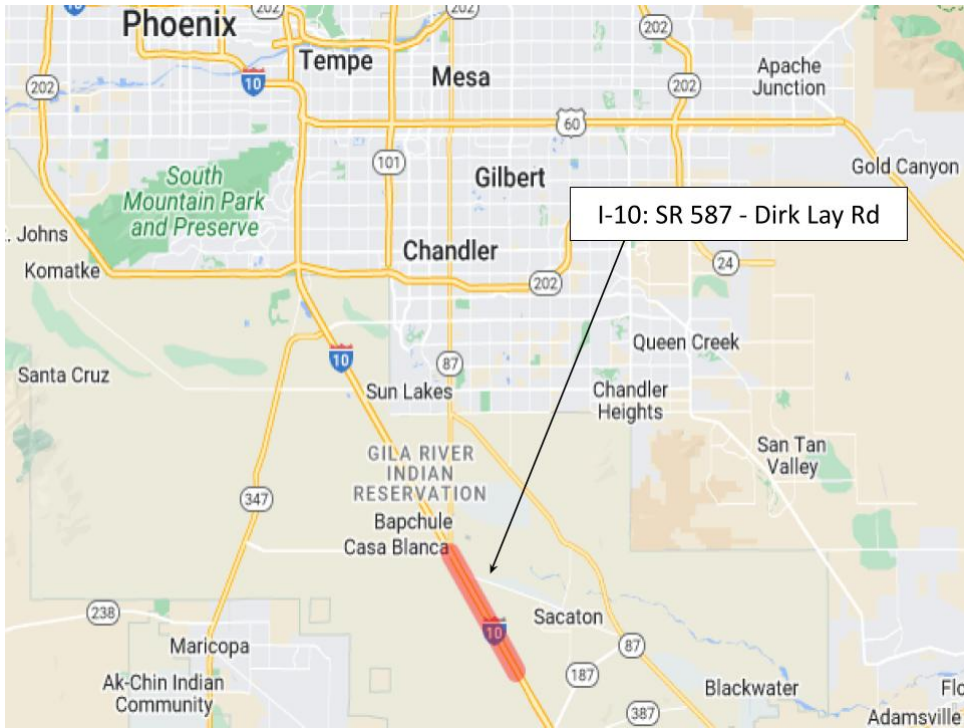 202
202
Phoenix
10
Tempe
Mesa
202
Apache
Junction
202
60
101
Gold Canyon
South
Mountain Park
and Preserve
Gilbert
I-10: SR 587 - Dirk Lay Rd
. Johns
Komatke
Chandler
24
202
10
87
Queen Creek
Santa Cruz
Sun Lakes
Chandler
Heights
San Tan
Valley
GILA RIVER
INDIAN
RESERVATION
347
Bapchule
Casa Blanca
238
Maricopa
10
Sacaton
87
Ak-Chin Indian
Community
187
Blackwater
Flo
387
Adamsville